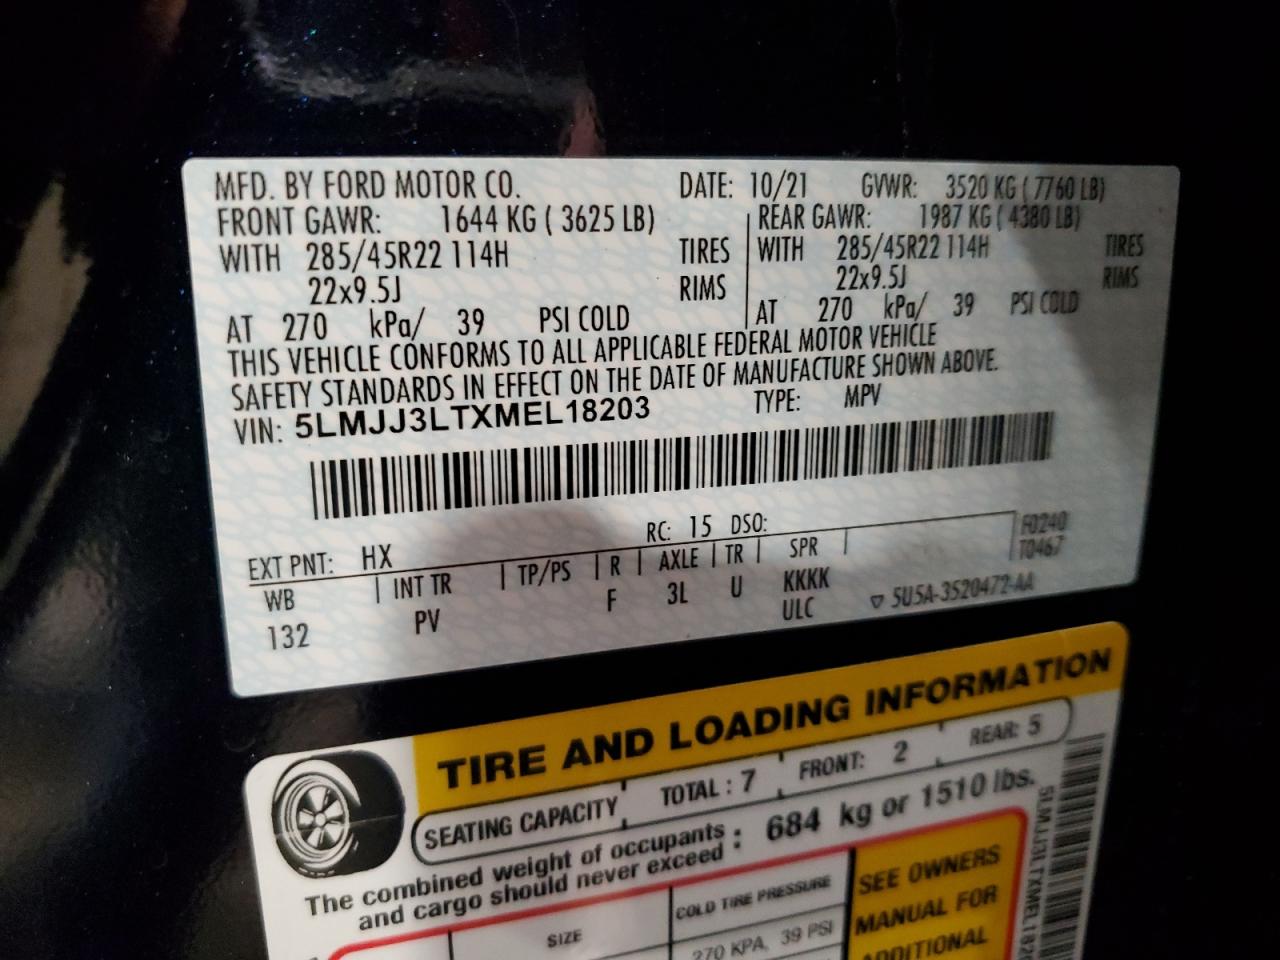 MFD. BY FORD MOTOR CO. DATE: 10/21 GVWR: 3520 KG ( 7760 LB)
FRONT GAWR: 1644 KG ( 3625 LB) REAR GAWR: 1987 KG ( 4380 LB)
WITH 285/45R22 114H TIRES WITH 285/45R22 114H TIRES
22x9.5J RIMS 22x9.5J RIMS
AT 270 kPa/ 39 PSI COLD AT 270 kPa/ 39 PSI COLD
THIS VEHICLE CONFORMS TO ALL APPLICABLE FEDERAL MOTOR VEHICLE
SAFETY STANDARDS IN EFFECT ON THE DATE OF MANUFACTURE SHOWN ABOVE.
VIN: 5LMJJ3LTXMEL18203 TYPE: MPV
RC: 15 DSO: F0240
EXT PNT: HX T0467
WB INT TR TP/PS R AXLE TR SPR
132 PV F 3L U KKKK
ULC ▽ 5U5A-3520472-AA
TIRE AND LOADING INFORMATION
SEATING CAPACITY TOTAL : 7 FRONT: 2 REAR: 5
The combined weight of occupants : 684 kg or 1510 lbs.
and cargo should never exceed :
SIZE COLD TIRE PRESSURE SEE OWNERS
270 KPA, 39 PSI MANUAL FOR
ADDITIONAL